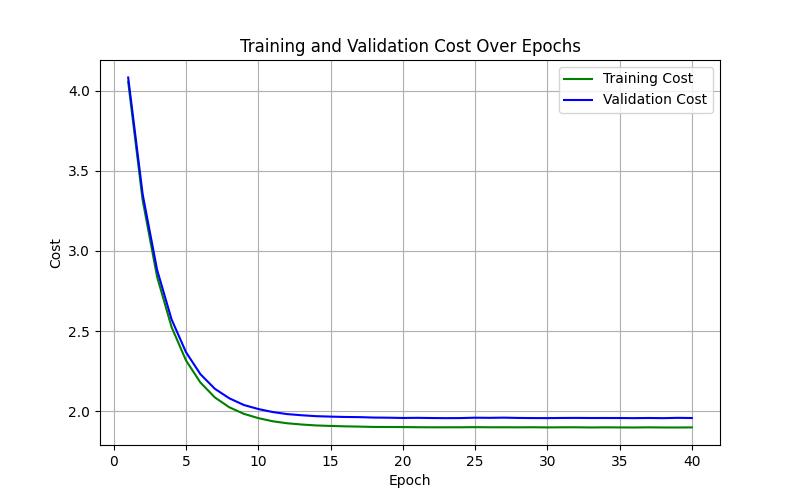 Training and Validation Cost Over Epochs
Training Cost
Validation Cost
4.0
3.5
3.0
2.5
2.0
Cost
0 5 10 15 20 25 30 35 40
Epoch